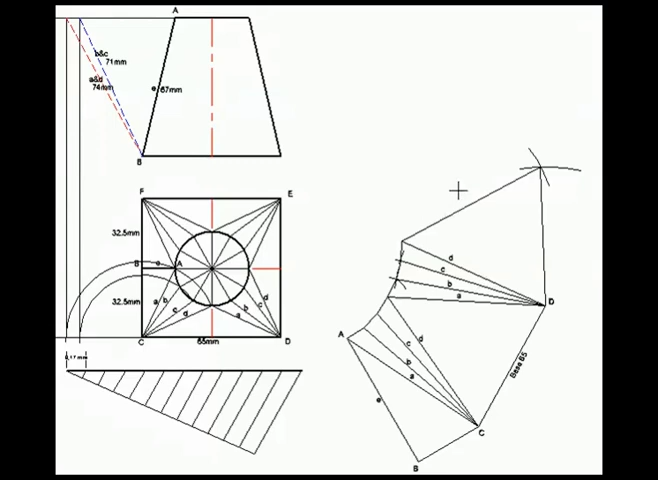 A
b&c
71mm
a&d
74mm
e 67mm
B
F
E
32.5mm
B e A
32.5mm
a b c d
a b c d
C
65mm
D
d
c
b
a
D
A
c d
b
a
e
Base 65
C
B